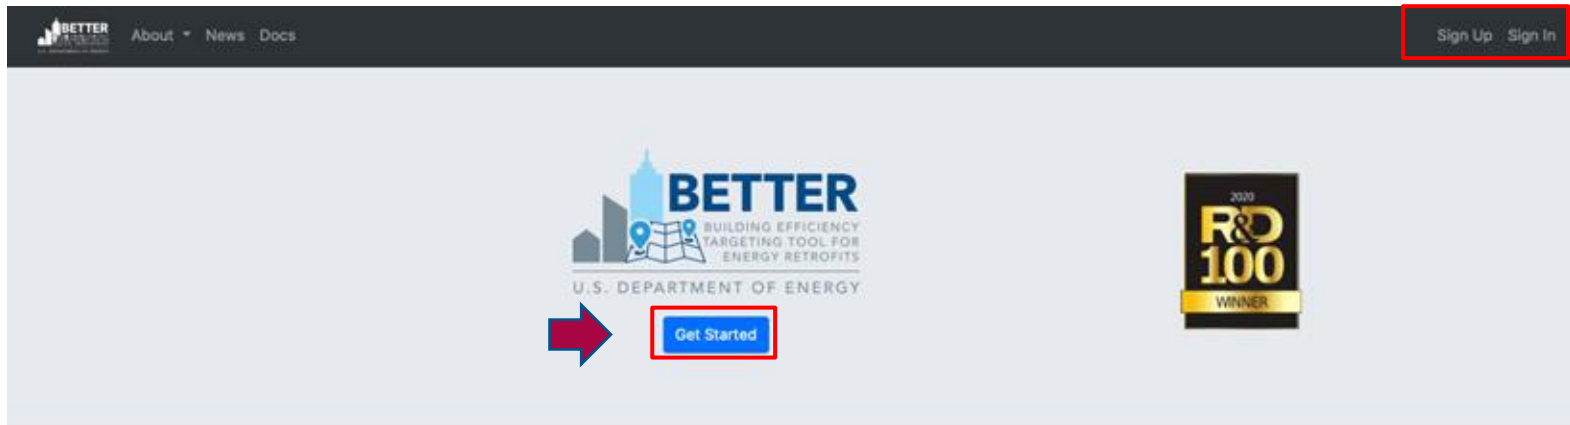 BETTER
About News Docs
Sign Up Sign In
BETTER
BUILDING EFFICIENCY
TARGETING TOOL FOR
ENERGY RETROFITS
U.S. DEPARTMENT OF ENERGY
Get Started
2020
R&D
100
WINNER